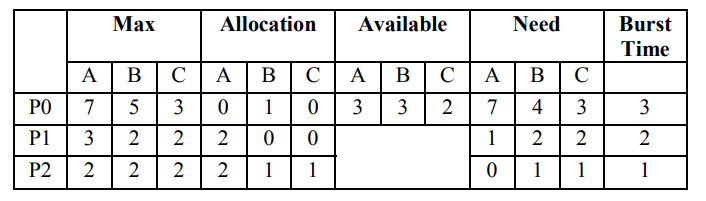 Max Allocation Available Need Burst Time
A B C A B C A B C A B C
P0 7 5 3 0 1 0 3 3 2 7 4 3 3
P1 3 2 2 2 0 0 1 2 2 2
P2 2 2 2 2 1 1 0 1 1 1